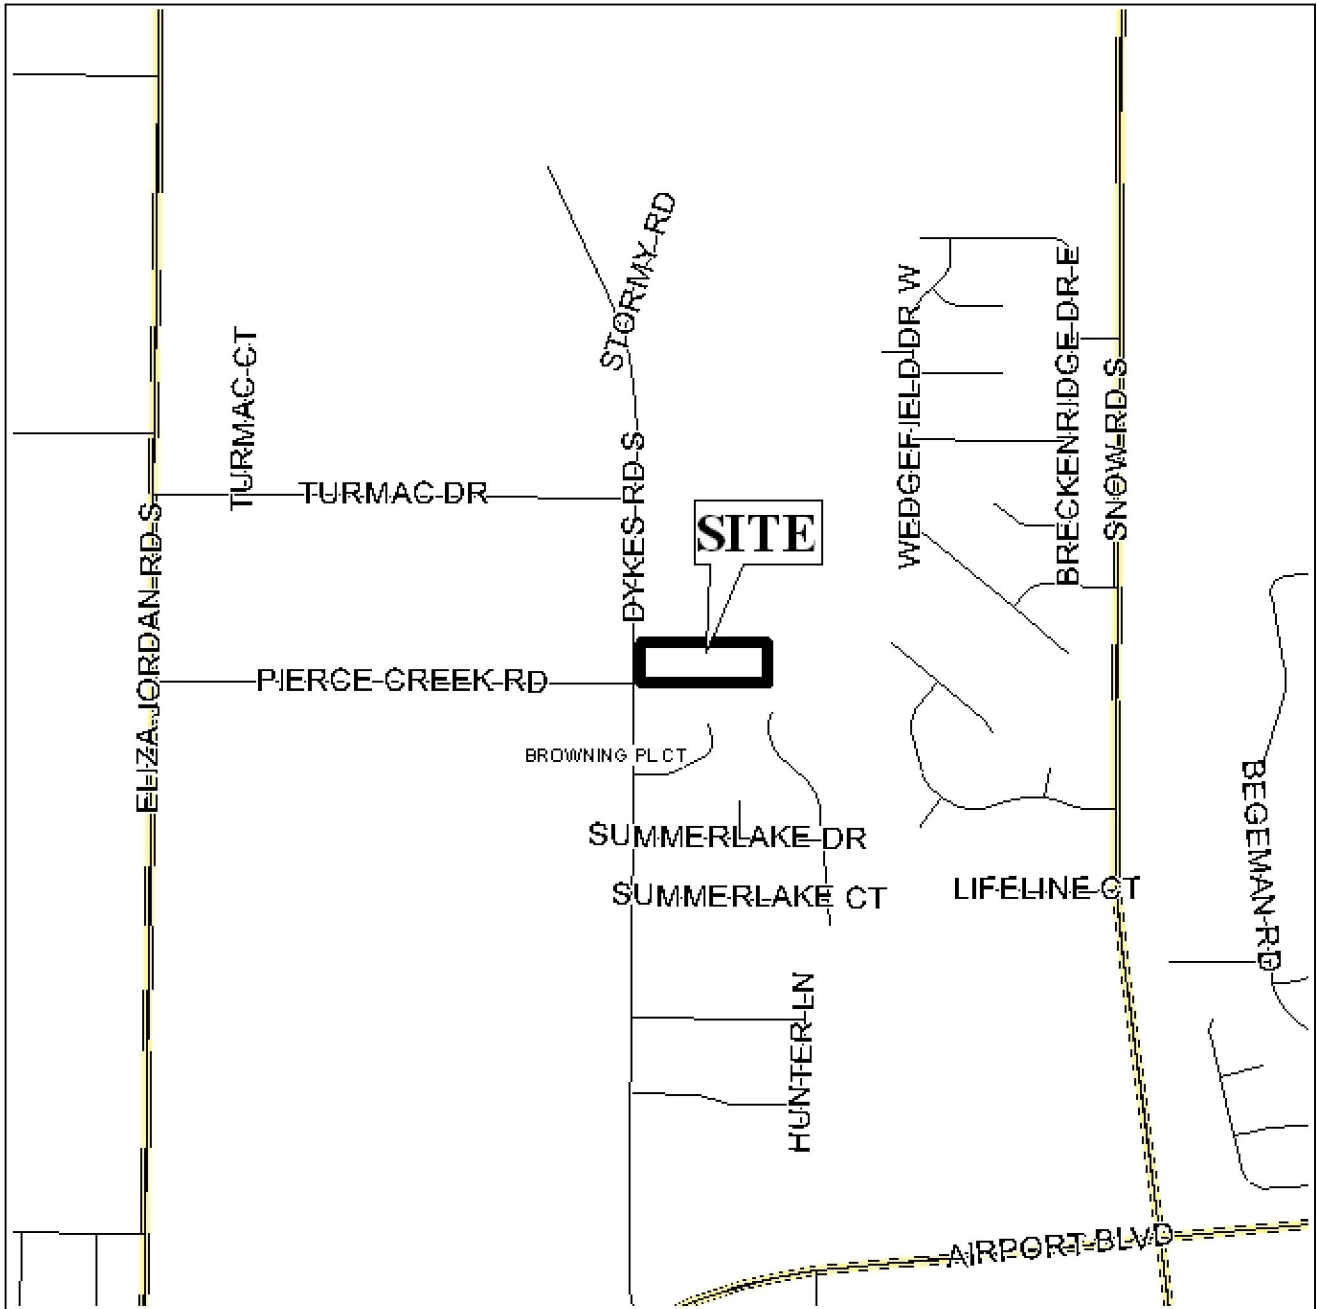 STORMY RD
WEDGEFIELD DR W
BRECKENRIDGE DR E
TURMAC CT
SNOW RD S
TURMAC DR
DYKES RD S
SITE
ELIZA JORDAN RD S
PIERCE CREEK RD
BROWNING PL CT
BEGEMAN RD
SUMMERLAKE DR
SUMMERLAKE CT
LIFELINE CT
HUNTER LN
AIRPORT BLVD